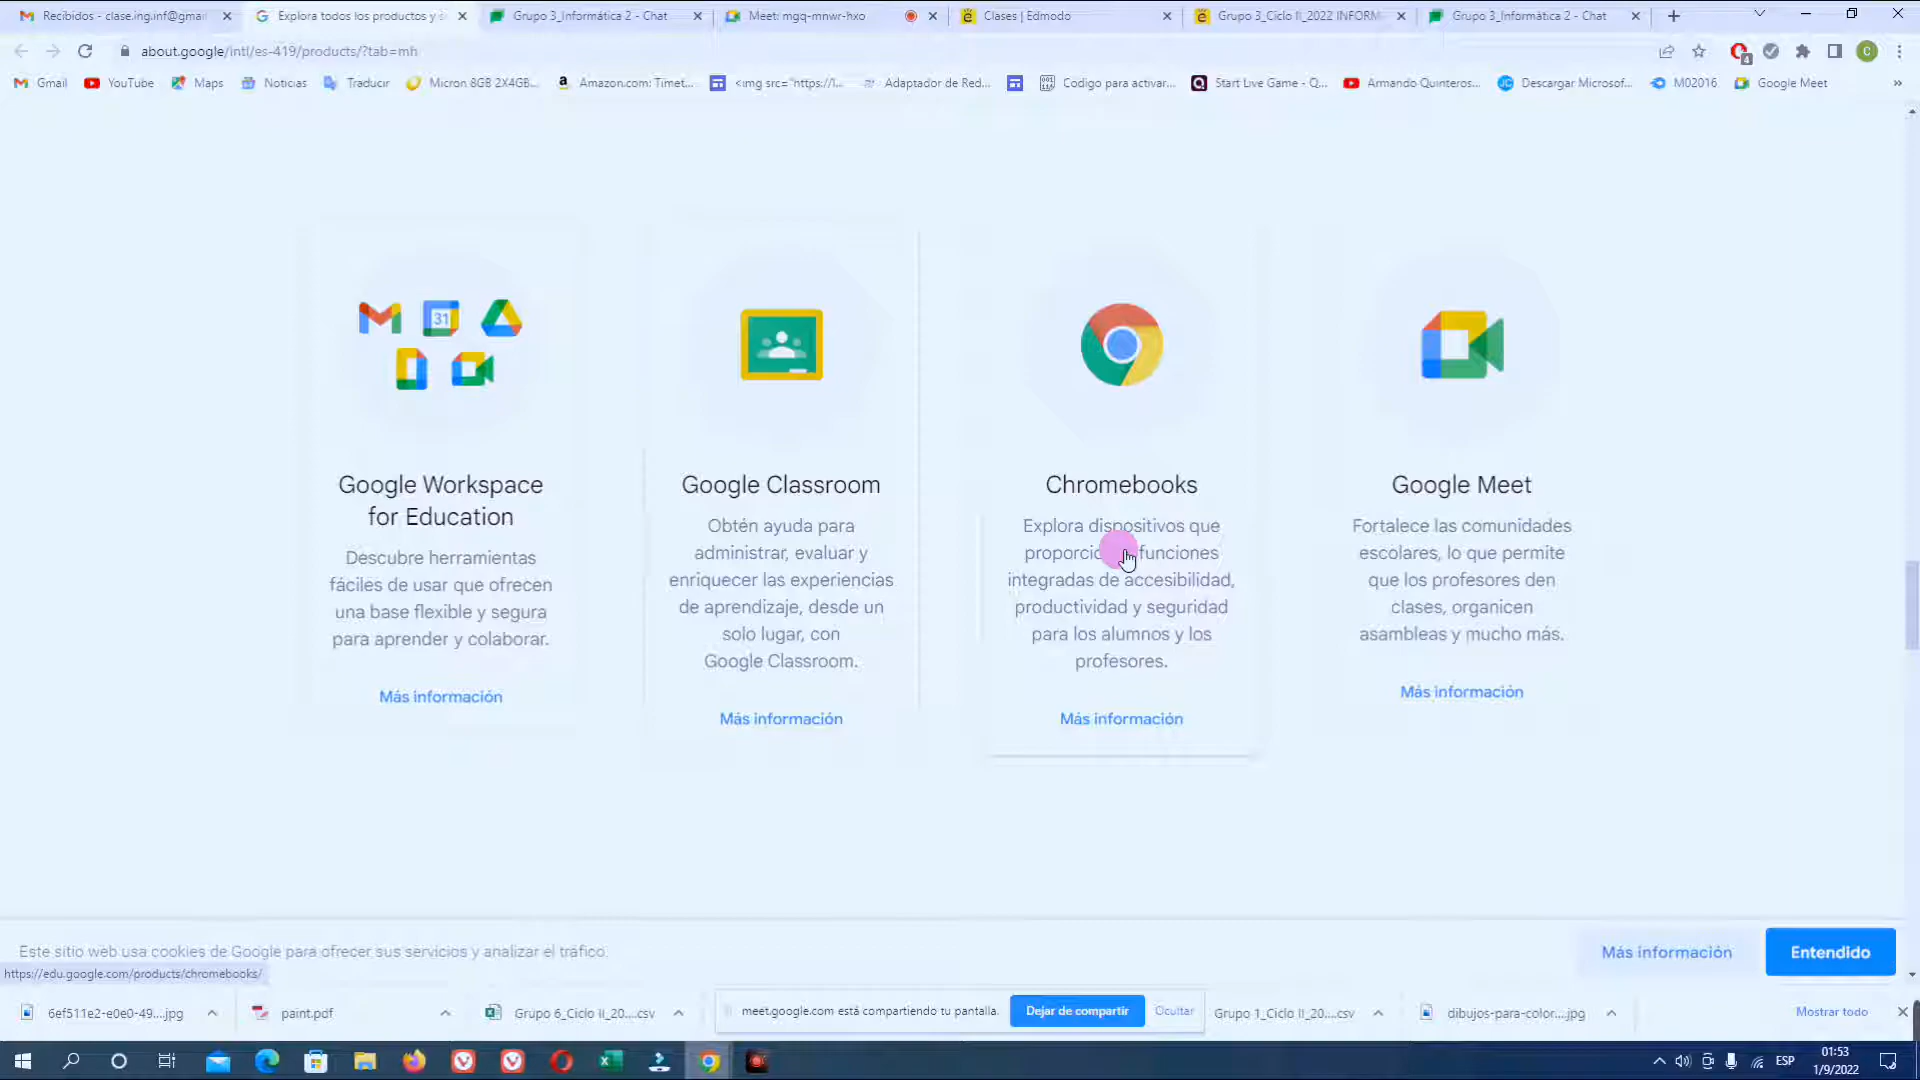 Recibidos - clase.ing.inf@gmai
Explora todos los productos y s
Grupo 3_Informática 2 - Chat
Meet: mgq-mnwr-hxo
Clases | Edmodo
Grupo 3_Ciclo II_2022 INFORM
Grupo 3_Informática 2 - Chat
about.google/intl/es-419/products/?tab=mh
4
C
Gmail
YouTube
Maps
Noticias
Traducir
Micron 8GB 2X4GB...
Amazon.com: Timet...
<img src="https://l...
Adaptador de Red...
Codigo para activar...
Start Live Game - Q...
Armando Quinteros...
Descargar Microsof...
M02016
Google Meet
»
31
Google Workspace
for Education
Descubre herramientas
fáciles de usar que ofrecen
una base flexible y segura
para aprender y colaborar.
Más información
Google Classroom
Obtén ayuda para
administrar, evaluar y
enriquecer las experiencias
de aprendizaje, desde un
solo lugar, con
Google Classroom.
Más información
Chromebooks
Explora dispositivos que
funciones
integradas de accesibilidad,
productividad y seguridad
para los alumnos y los
profesores.
Más información
Google Meet
Fortalece las comunidades
escolares, lo que permite
que los profesores den
clases, organicen
asambleas y mucho más.
Más información
Este sitio web usa cookies de Google para ofrecer sus servicios y analizar el tráfico.
Más información
Entendido
https://edu.google.com/products/chromebooks/
6ef511e2-e0e0-49....jpg
paint.pdf
Grupo 6_Ciclo II_20....csv
meet.google.com está compartiendo tu pantalla.
Dejar de compartir
Ocultar
Grupo 1_Ciclo II_20....csv
dibujos-para-color....jpg
Mostrar todo
ESP
01:53
1/9/2022